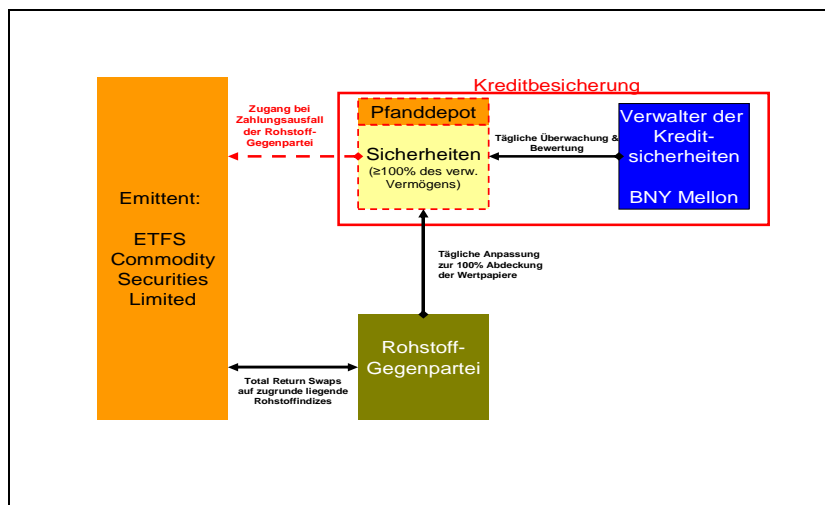 Kreditbesicherung
Zugang bei
Zahlungsausfall
der Rohstoff-
Gegenpartei
Pfanddepot
Sicherheiten
(≥100% des verw.
Vermögens)
Tägliche Überwachung &
Bewertung
Verwalter der
Kredit-
sicherheiten
BNY Mellon
Emittent:
ETFS
Commodity
Securities
Limited
Tägliche Anpassung
zur 100% Abdeckung
der Wertpapiere
Rohstoff-
Gegenpartei
Total Return Swaps
auf zugrunde liegende
Rohstoffindizes